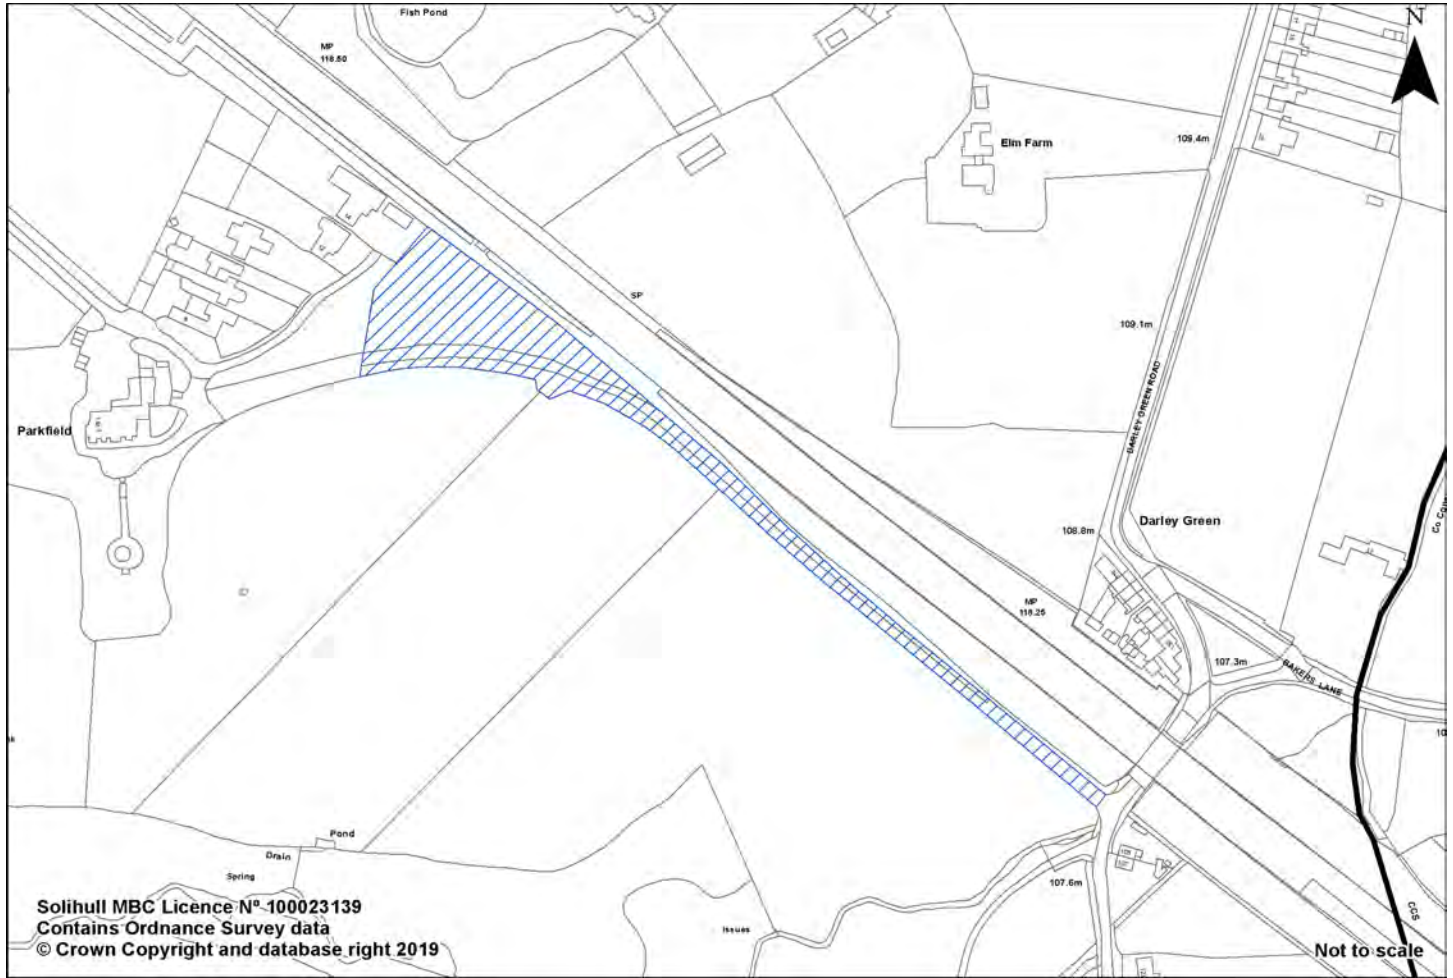 Fish Pond
N
MP
118.50
Elm Farm
109.4m
SP
109.1m
DARLEY GREEN ROAD
Parkfield
Darley Green
108.8m
MP
118.25
107.3m
BAKERS LANE
Pond
Drain
Spring
107.6m
Issues
CCS
Solihull MBC Licence Nº 100023139
Contains Ordnance Survey data
© Crown Copyright and database right 2019
Not to scale